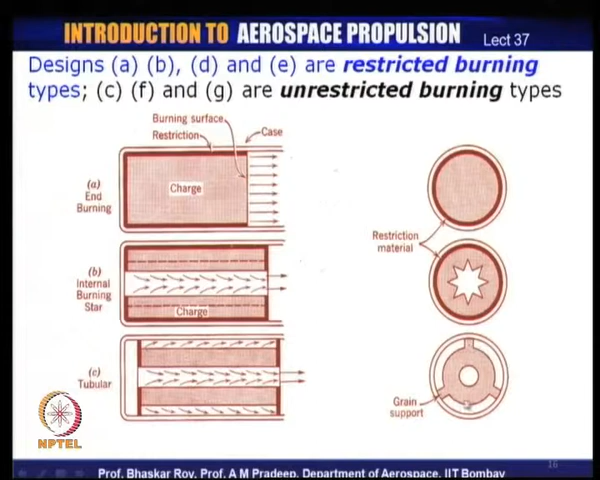 INTRODUCTION TO AEROSPACE PROPULSION Lect 37
Designs (a) (b), (d) and (e) are restricted burning
types; (c) (f) and (g) are unrestricted burning types
Burning surface
Restriction
Case
(a)
End
Burning
Charge
Restriction
material
(b)
Internal
Burning
Star
Charge
(c)
Tubular
Grain
support
NPTEL
16
Prof. Bhaskar Roy, Prof. A M Pradeep, Department of Aerospace, IIT Bombay